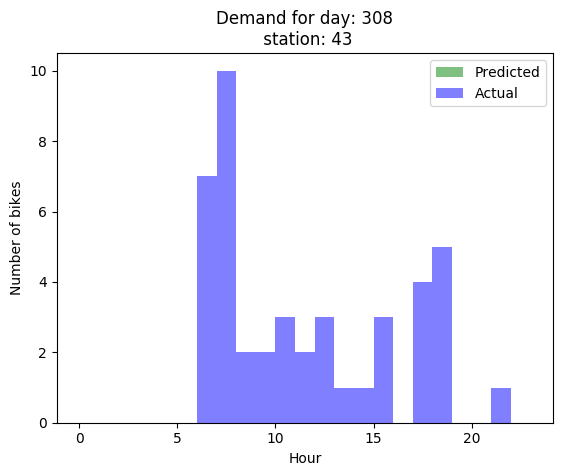 Demand for day: 308
station: 43
Predicted
Actual
Number of bikes
10
8
6
4
2
0
0 5 10 15 20
Hour